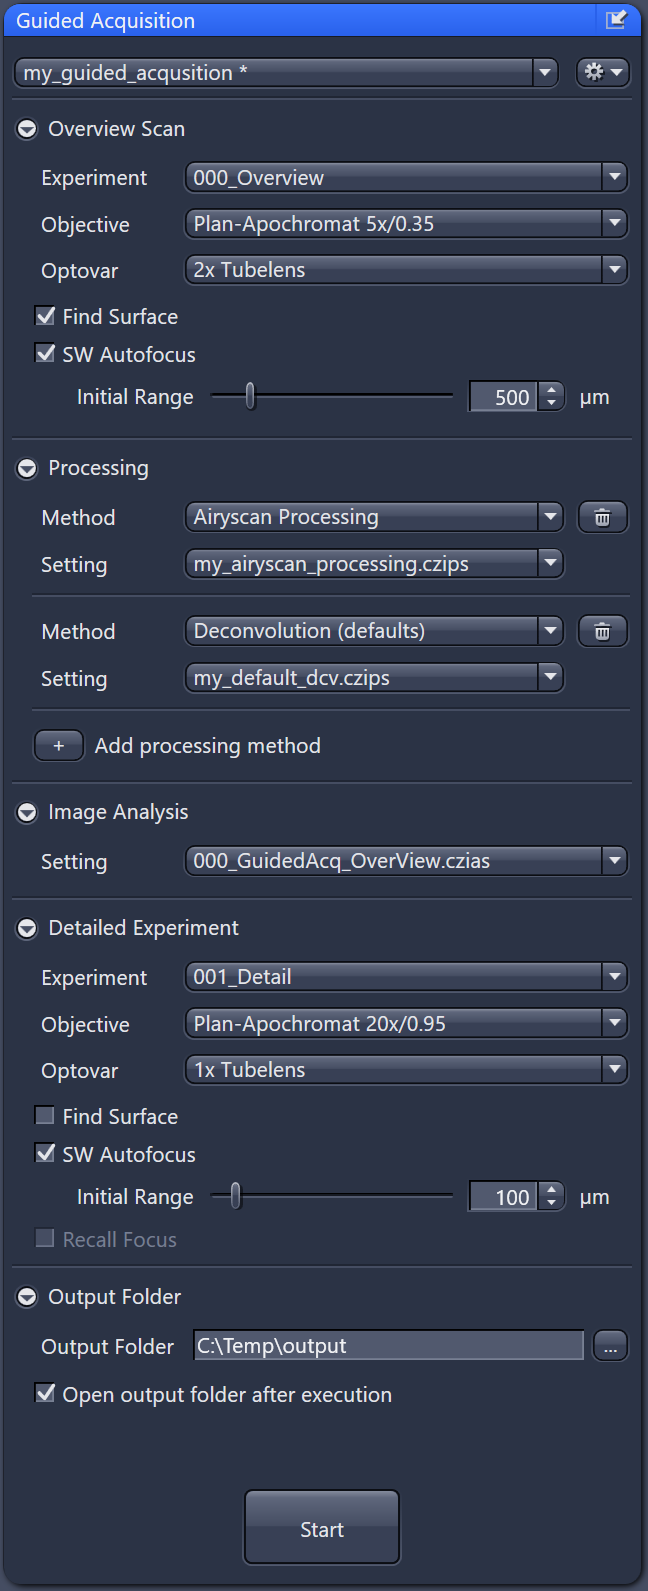 Guided Acquisition
my_guided_acqusition *
Overview Scan
Experiment 000_Overview
Objective Plan-Apochromat 5x/0.35
Optovar 2x Tubelens
Find Surface
SW Autofocus
Initial Range 500 µm
Processing
Method Airyscan Processing
Setting my_airyscan_processing.czips
Method Deconvolution (defaults)
Setting my_default_dcv.czips
+ Add processing method
Image Analysis
Setting 000_GuidedAcq_OverView.czias
Detailed Experiment
Experiment 001_Detail
Objective Plan-Apochromat 20x/0.95
Optovar 1x Tubelens
Find Surface
SW Autofocus
Initial Range 100 µm
Recall Focus
Output Folder
Output Folder C:\Temp\output ...
Open output folder after execution
Start